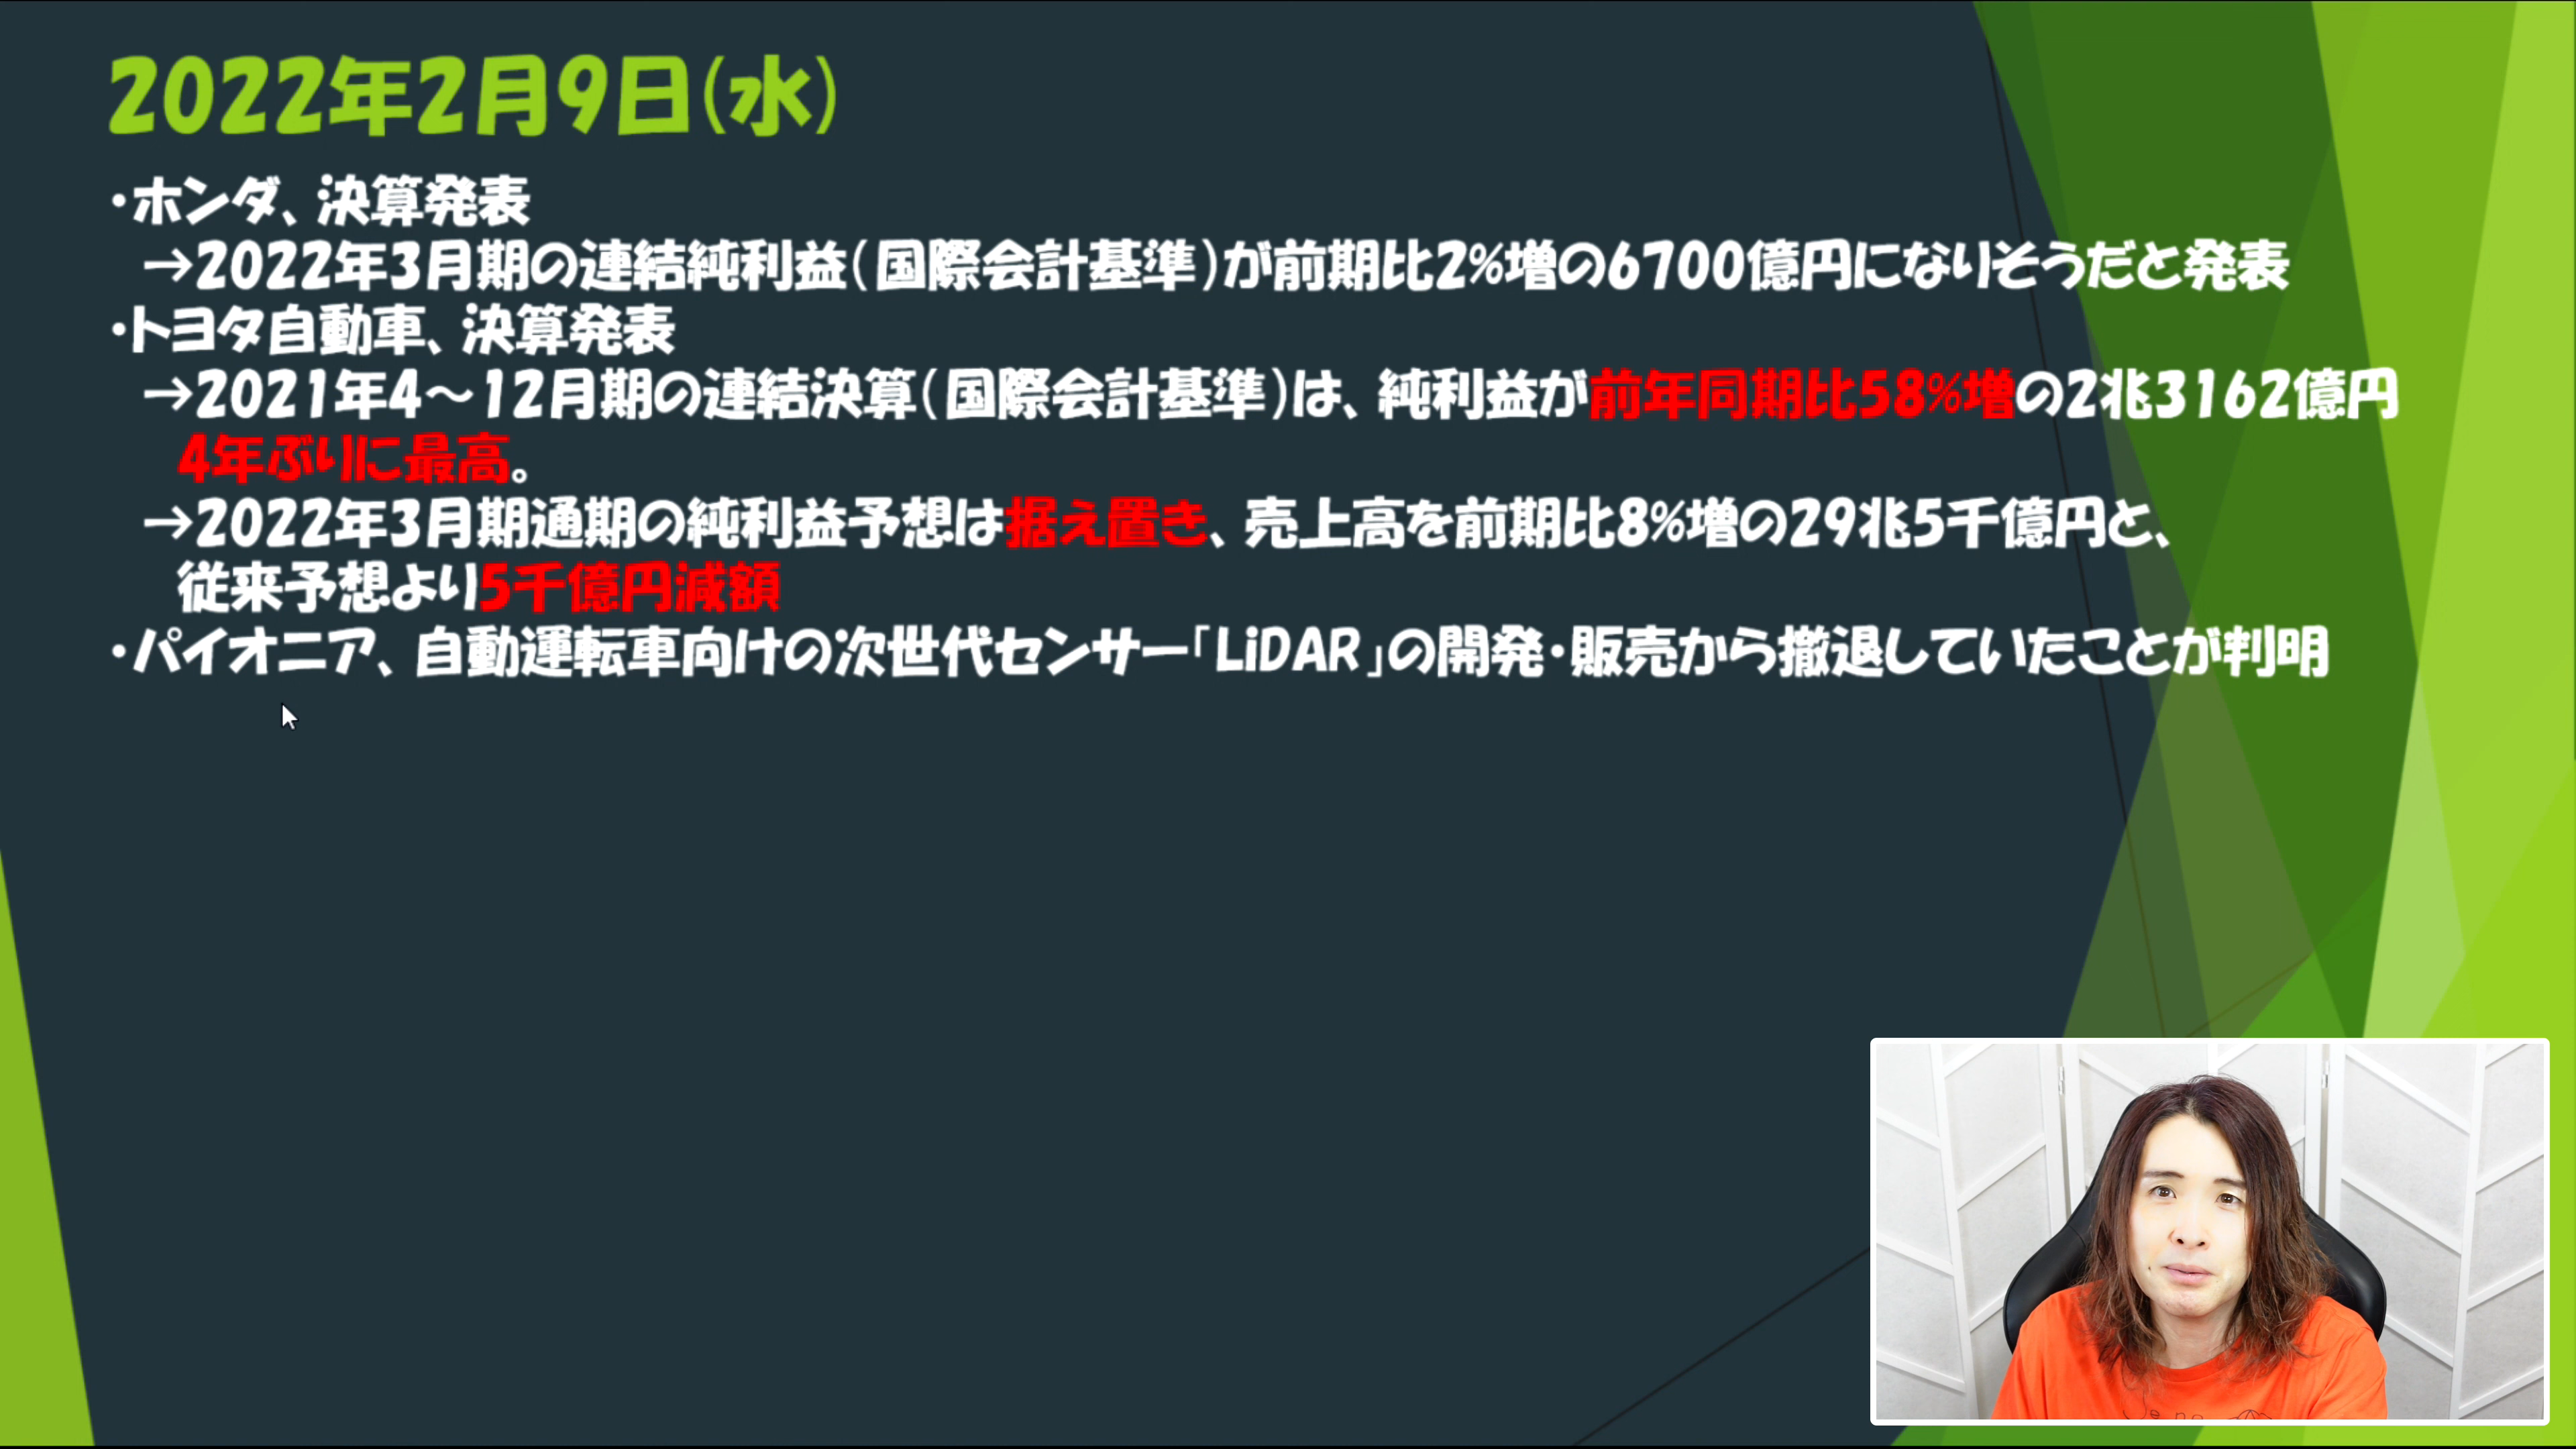 2022年2月9日(水)
・ホンダ、決算発表
→2022年3月期の連結純利益(国際会計基準)が前期比2%増の6700億円になりそうだと発表
・トヨタ自動車、決算発表
→2021年4～12月期の連結決算(国際会計基準)は、純利益が前年同期比58%増の2兆3162億円
4年ぶりに最高。
→2022年3月期通期の純利益予想は据え置き、売上高を前期比8%増の29兆5千億円と、
従来予想より5千億円減額
・パイオニア、自動運転車向けの次世代センサー「LiDAR」の開発・販売から撤退していたことが判明